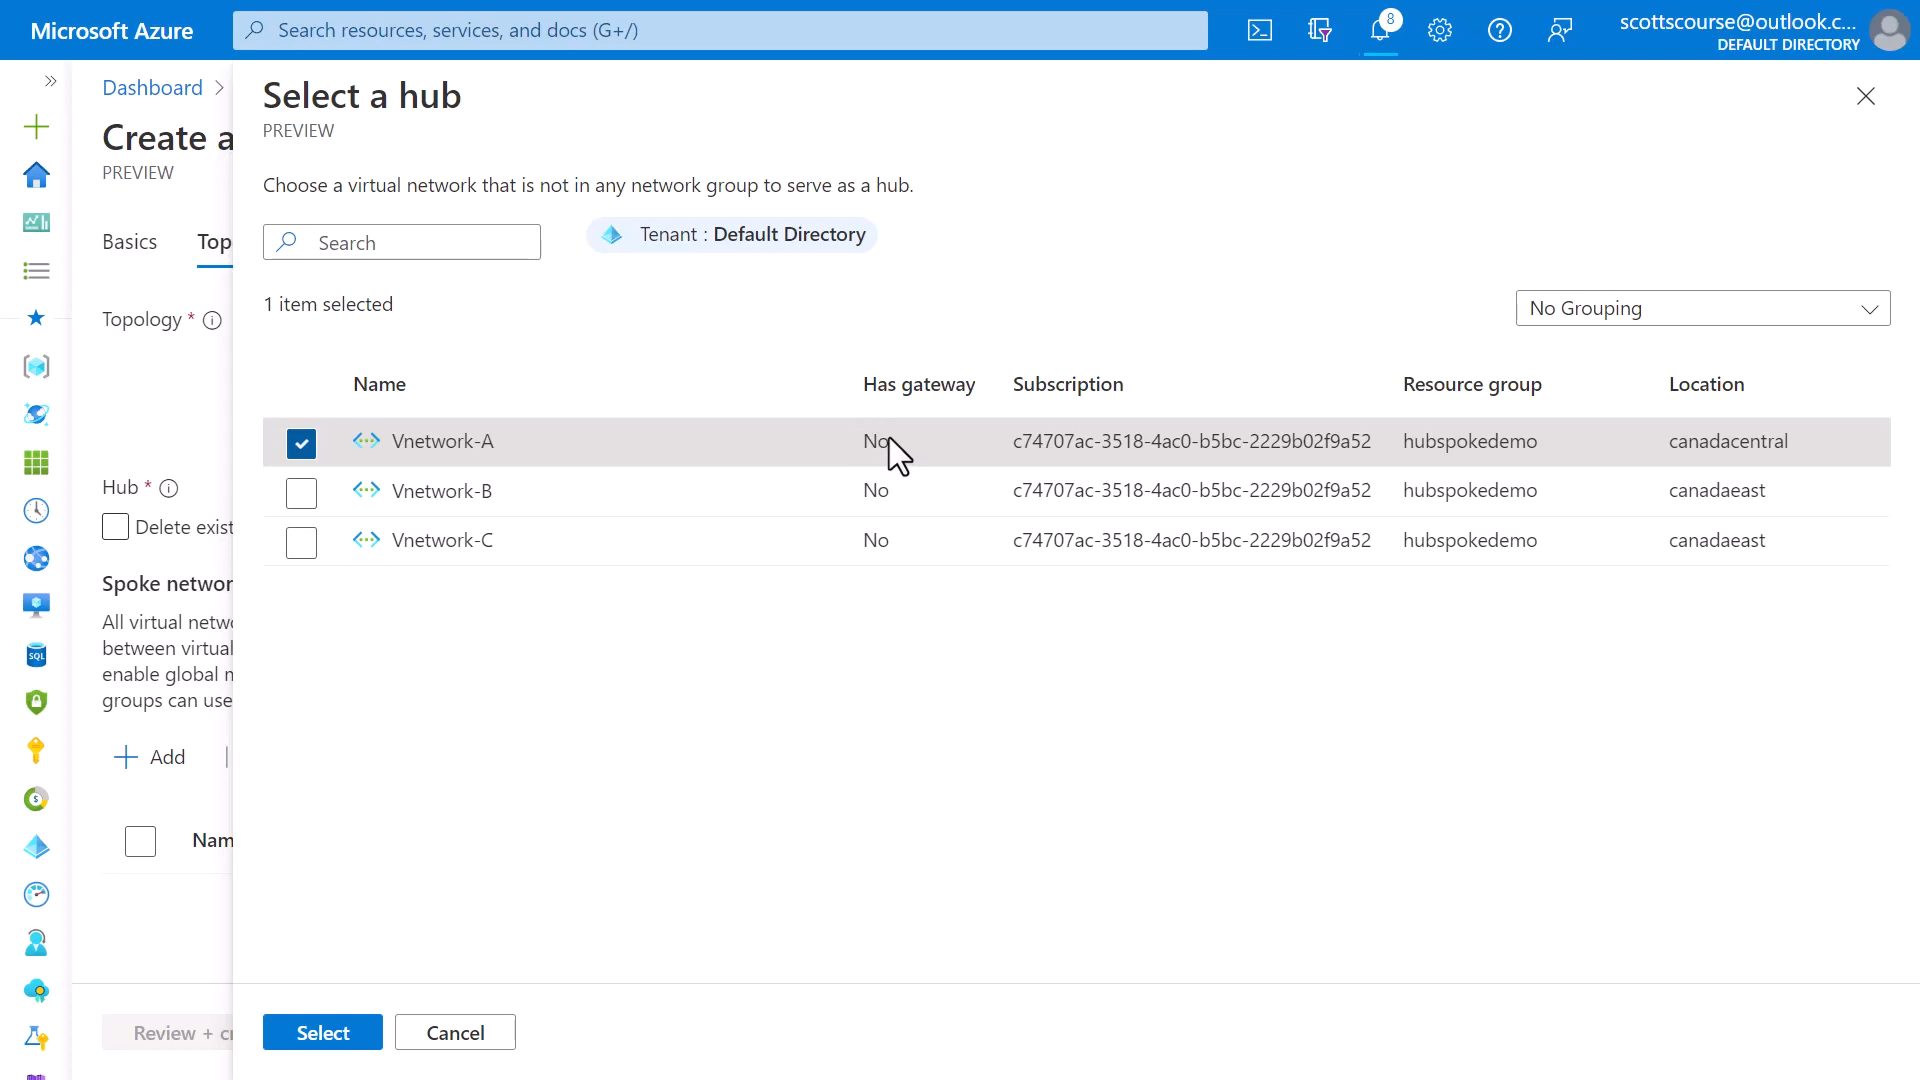 Microsoft Azure
Search resources, services, and docs (G+/)
8
scottscourse@outlook.c...
DEFAULT DIRECTORY
Dashboard >
Create a
PREVIEW
Basics
Top
Topology *
Hub *
Delete exist
Spoke networ
All virtual netwo
between virtual
enable global m
groups can use
Add
Nam
Review + cr
Select a hub
PREVIEW
Choose a virtual network that is not in any network group to serve as a hub.
Search
Tenant : Default Directory
1 item selected
No Grouping
Name Has gateway Subscription Resource group Location
Vnetwork-A No c74707ac-3518-4ac0-b5bc-2229b02f9a52 hubspokedemo canadacentral
Vnetwork-B No c74707ac-3518-4ac0-b5bc-2229b02f9a52 hubspokedemo canadaeast
Vnetwork-C No c74707ac-3518-4ac0-b5bc-2229b02f9a52 hubspokedemo canadaeast
Select
Cancel
SQL